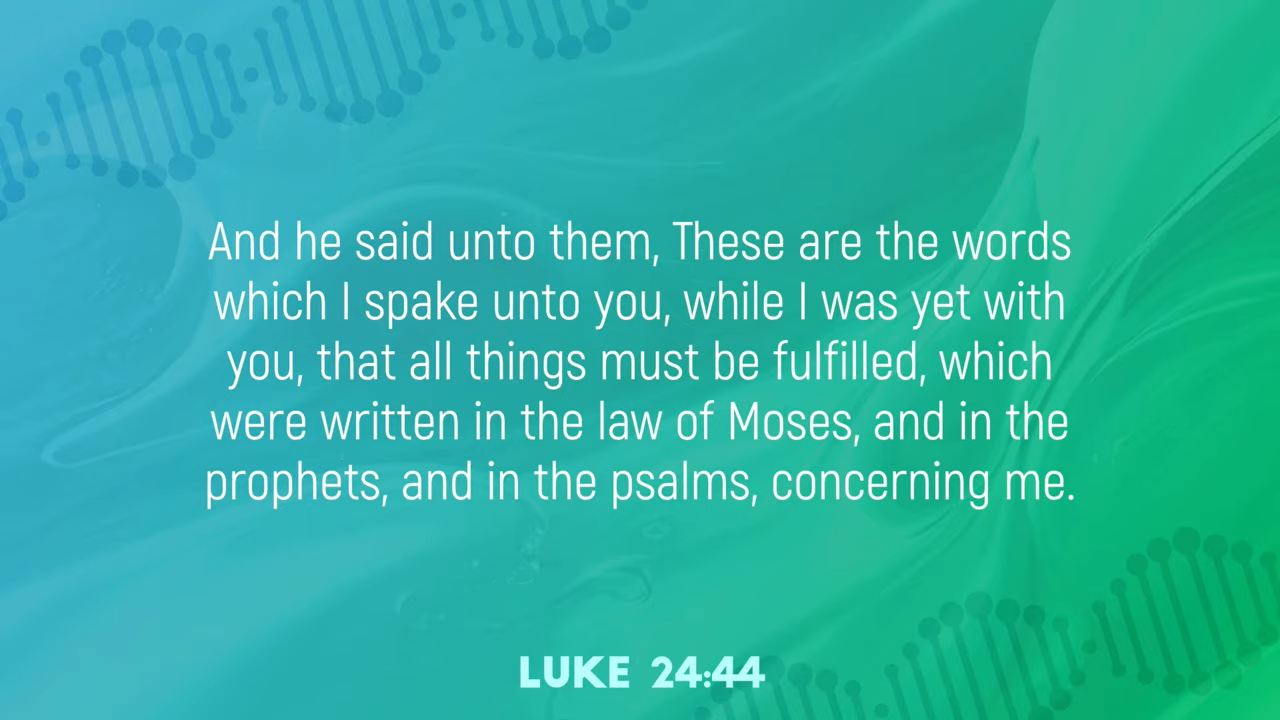 And he said unto them, These are the words
which I spake unto you, while I was yet with
you, that all things must be fulfilled, which
were written in the law of Moses, and in the
prophets, and in the psalms, concerning me.
LUKE 24:44